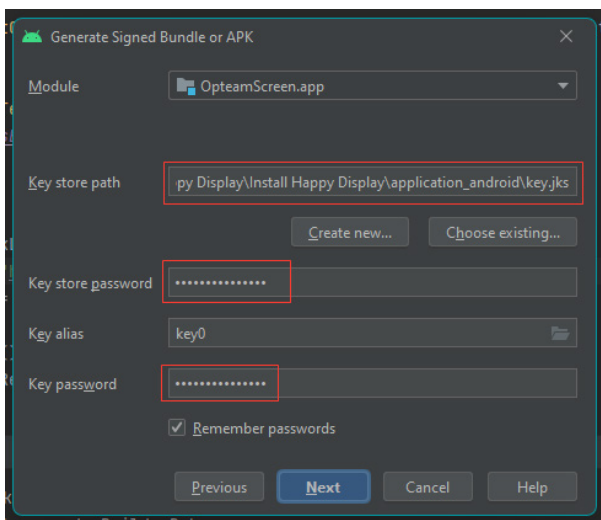 Generate Signed Bundle or APK
Module OpteamScreen.app
Key store path py Display\Install Happy Display\application_android\key.jks
Create new... Choose existing...
Key store password •••••••••••••••
Key alias key0
Key password •••••••••••••••
Remember passwords
Previous Next Cancel Help